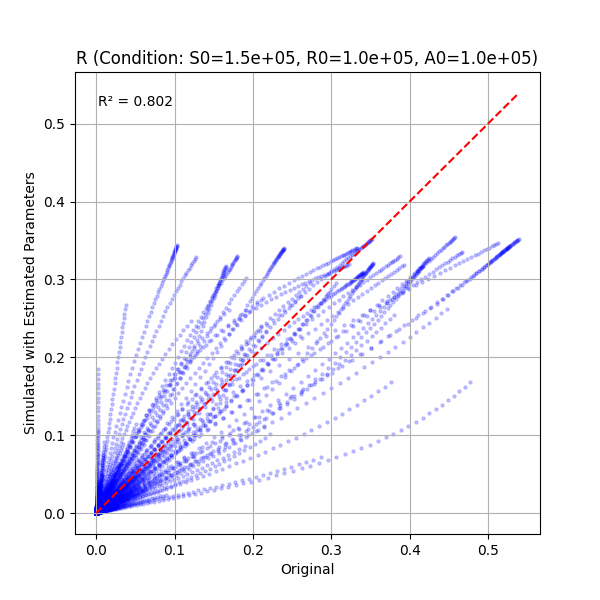 R (Condition: S0=1.5e+05, R0=1.0e+05, A0=1.0e+05)
R² = 0.802
Simulated with Estimated Parameters
0.5
0.4
0.3
0.2
0.1
0.0
0.0 0.1 0.2 0.3 0.4 0.5
Original